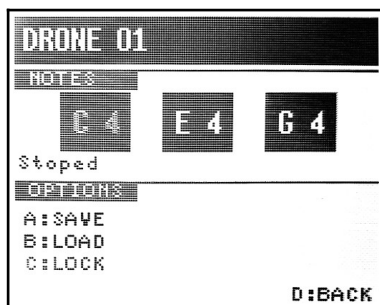 DRONE 01
NOTES
C 4 E 4 G 4
Stoped
OPTIONS
A:SAVE
B:LOAD
C:LOCK
D:BACK